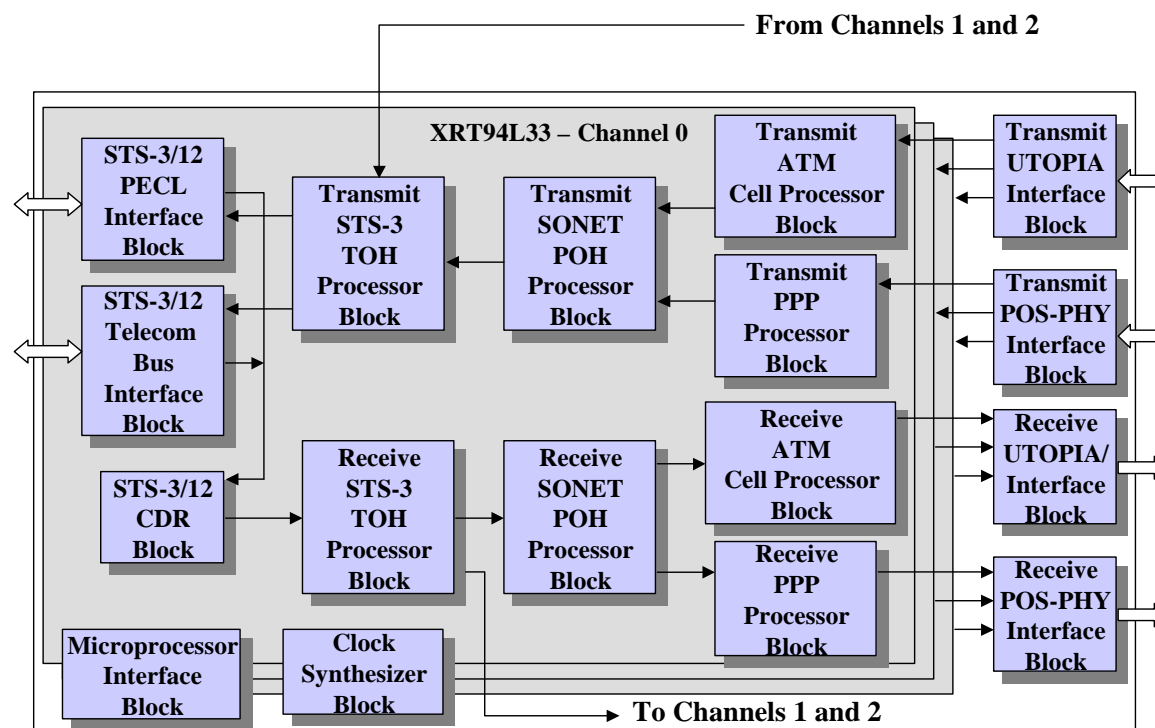 From Channels 1 and 2
XRT94L33 – Channel 0
STS-3/12
PECL
Interface
Block
Transmit
STS-3
TOH
Processor
Block
Transmit
SONET
POH
Processor
Block
Transmit
ATM
Cell Processor
Block
Transmit
UTOPIA
Interface
Block
STS-3/12
Telecom
Bus
Interface
Block
Transmit
PPP
Processor
Block
Transmit
POS-PHY
Interface
Block
STS-3/12
CDR
Block
Receive
STS-3
TOH
Processor
Block
Receive
SONET
POH
Processor
Block
Receive
ATM
Cell Processor
Block
Receive
UTOPIA/
Interface
Block
Receive
PPP
Processor
Block
Receive
POS-PHY
Interface
Block
Microprocessor
Interface
Block
Clock
Synthesizer
Block
To Channels 1 and 2